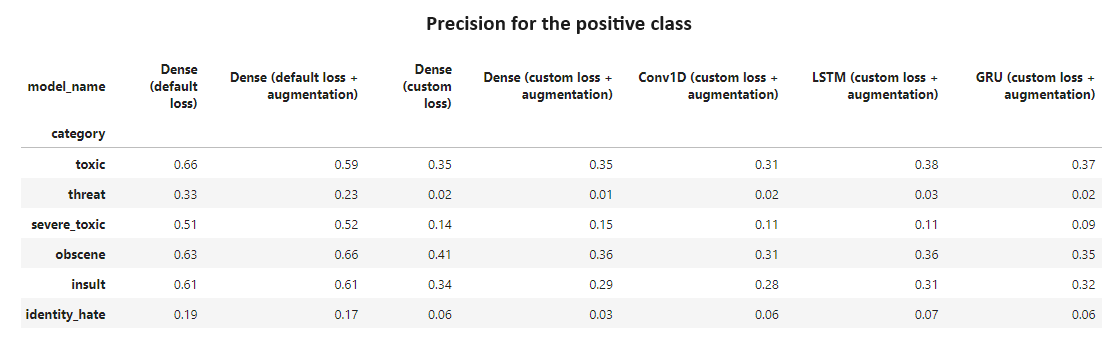 Precision for the positive class
model_name Dense (default loss) Dense (default loss + augmentation) Dense (custom loss) Dense (custom loss + augmentation) Conv1D (custom loss + augmentation) LSTM (custom loss + augmentation) GRU (custom loss + augmentation)
category
toxic 0.66 0.59 0.35 0.35 0.31 0.38 0.37
threat 0.33 0.23 0.02 0.01 0.02 0.03 0.02
severe_toxic 0.51 0.52 0.14 0.15 0.11 0.11 0.09
obscene 0.63 0.66 0.41 0.36 0.31 0.36 0.35
insult 0.61 0.61 0.34 0.29 0.28 0.31 0.32
identity_hate 0.19 0.17 0.06 0.03 0.06 0.07 0.06